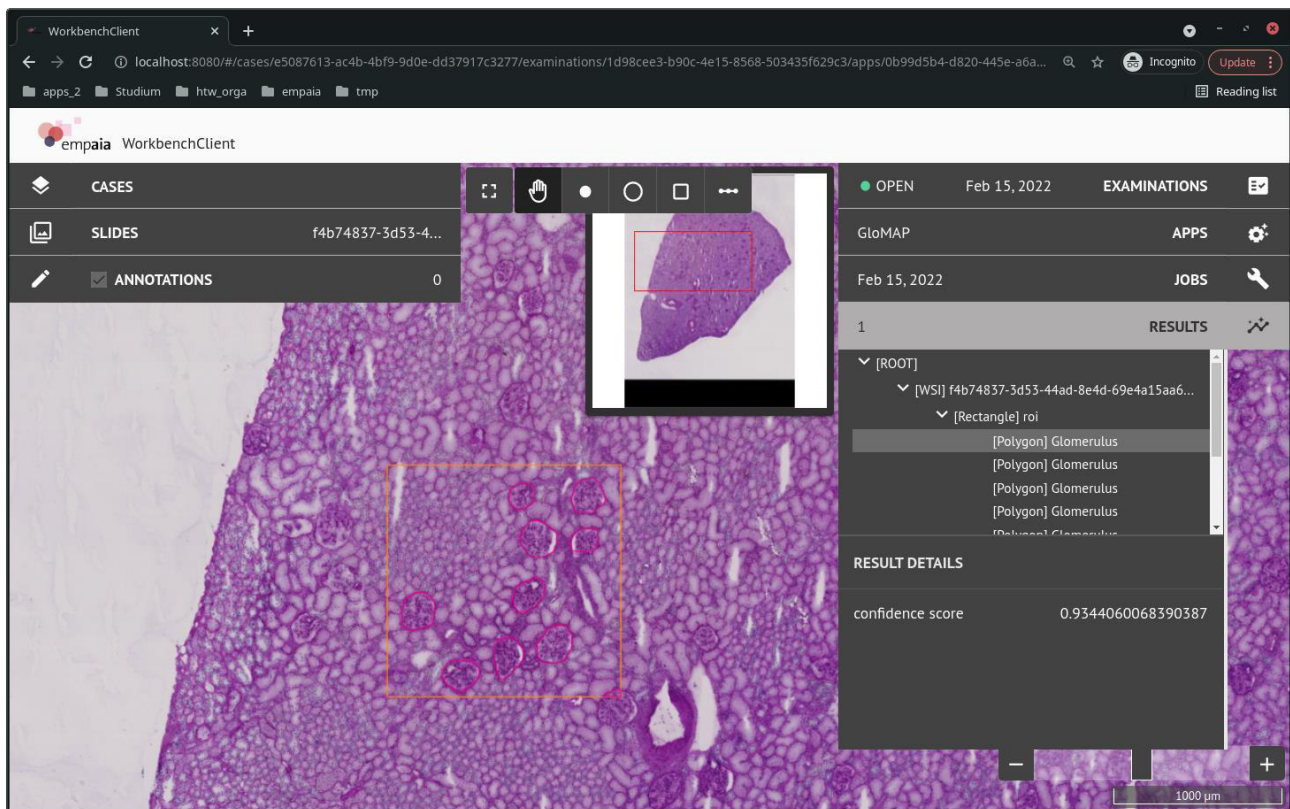 WorkbenchClient
localhost:8080/#/cases/e5087613-ac4b-4bf9-9d0e-dd37917c3277/examinations/1d98cee3-b90c-4e15-8568-503435f629c3/apps/0b99d5b4-d820-445e-a6a...
Incognito
Update
apps_2
Studium
htw_orga
empaia
tmp
Reading list
empaia WorkbenchClient
CASES
SLIDES f4b74837-3d53-4...
ANNOTATIONS 0
OPEN Feb 15, 2022 EXAMINATIONS
GloMAP APPS
Feb 15, 2022 JOBS
1 RESULTS
[ROOT]
[WSI] f4b74837-3d53-44ad-8e4d-69e4a15aa6...
[Rectangle] roi
[Polygon] Glomerulus
[Polygon] Glomerulus
[Polygon] Glomerulus
[Polygon] Glomerulus
[Polygon] Glomerulus
RESULT DETAILS
confidence score 0.9344060068390387
1000 µm